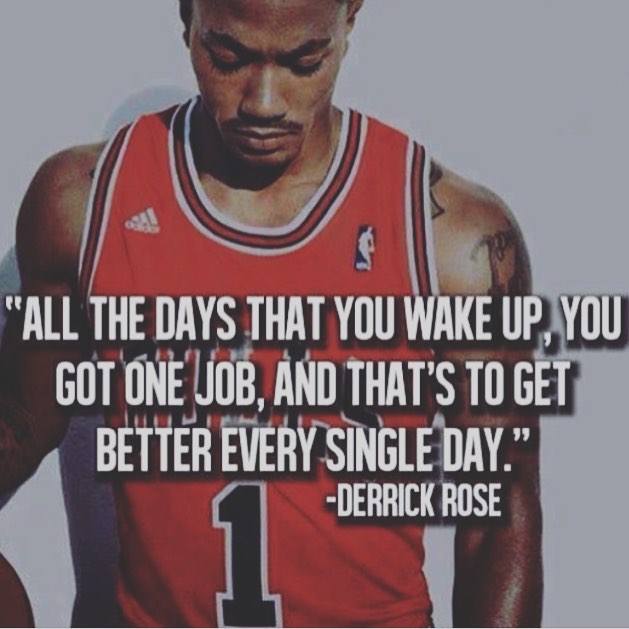 "ALL THE DAYS THAT YOU WAKE UP, YOU
GOT ONE JOB, AND THAT'S TO GET
BETTER EVERY SINGLE DAY."
-DERRICK ROSE
adidas
1